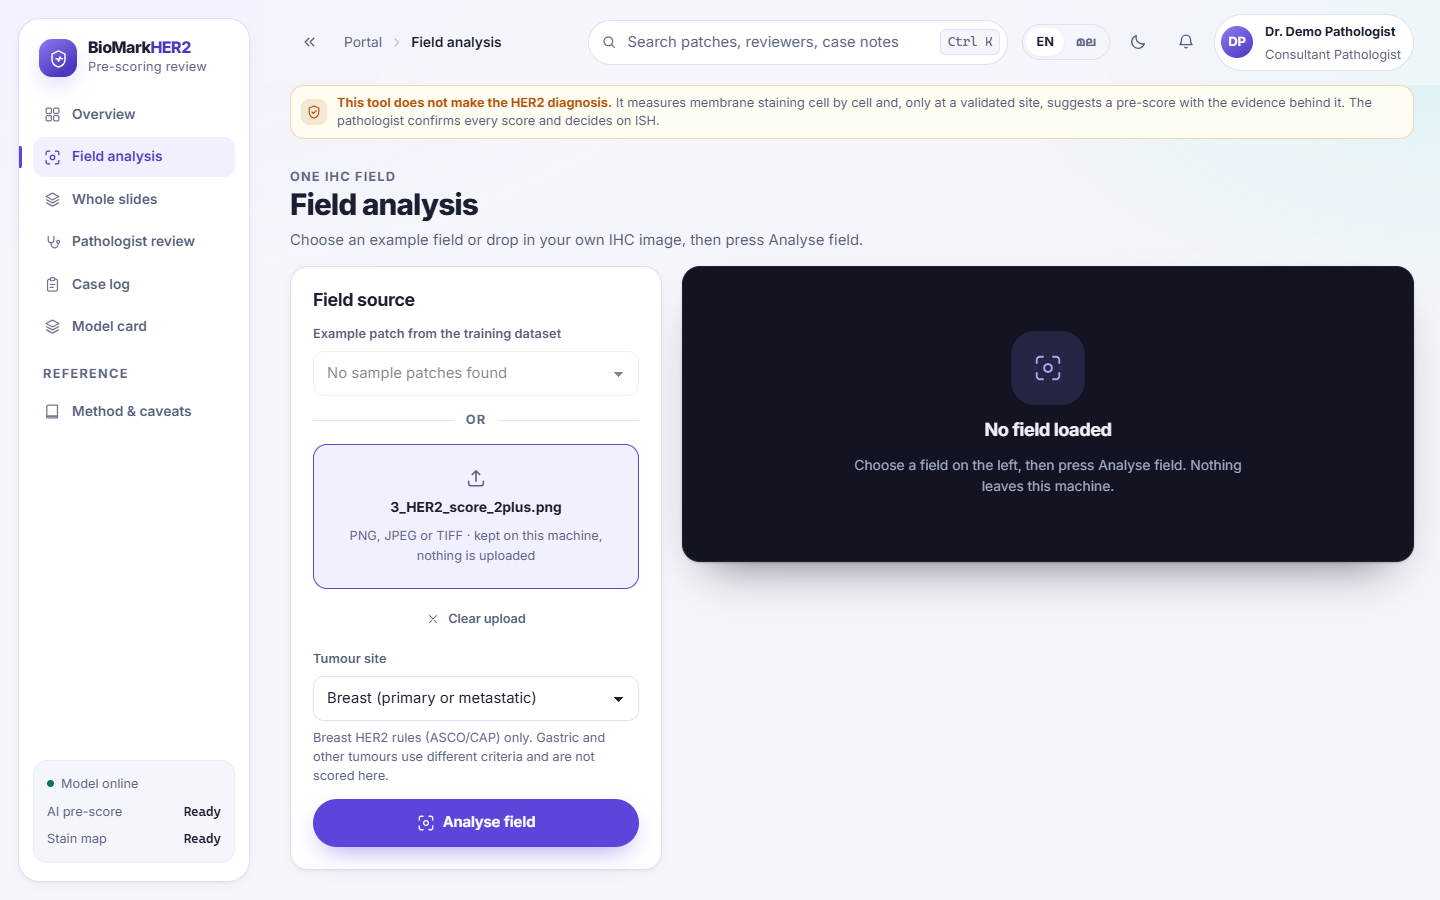 BioMarkHER2
Pre-scoring review
Overview
Field analysis
Whole slides
Pathologist review
Case log
Model card
REFERENCE
Method & caveats
Model online
AI pre-score Ready
Stain map Ready
Portal > Field analysis
Search patches, reviewers, case notes Ctrl K
EN മല
DP
Dr. Demo Pathologist
Consultant Pathologist
This tool does not make the HER2 diagnosis. It measures membrane staining cell by cell and, only at a validated site, suggests a pre-score with the evidence behind it. The
pathologist confirms every score and decides on ISH.
ONE IHC FIELD
Field analysis
Choose an example field or drop in your own IHC image, then press Analyse field.
Field source
Example patch from the training dataset
No sample patches found
OR
3_HER2_score_2plus.png
PNG, JPEG or TIFF · kept on this machine,
nothing is uploaded
Clear upload
Tumour site
Breast (primary or metastatic)
Breast HER2 rules (ASCO/CAP) only. Gastric and
other tumours use different criteria and are not
scored here.
Analyse field
No field loaded
Choose a field on the left, then press Analyse field. Nothing
leaves this machine.